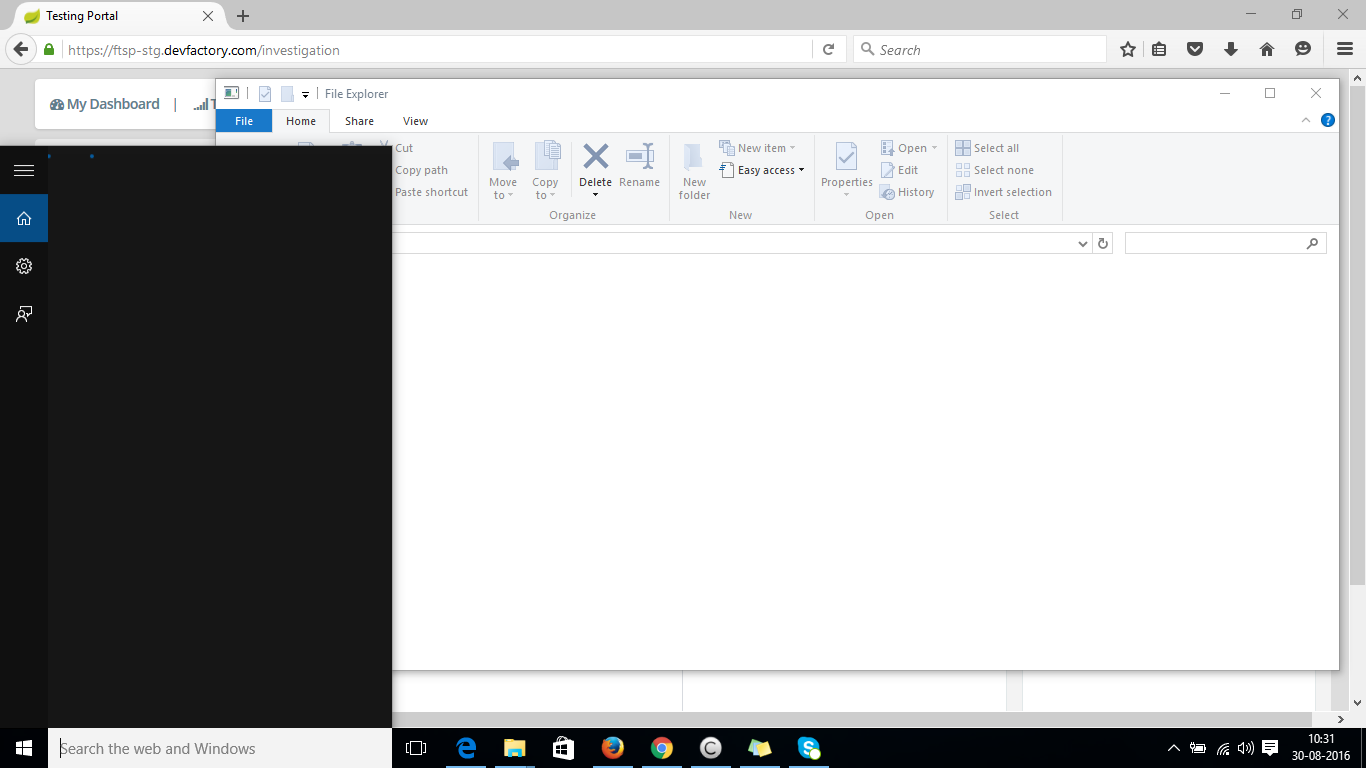 Testing Portal
https://ftsp-stg.devfactory.com/investigation
Search
My Dashboard |
File Explorer
File Home Share View
Cut
Copy path
Paste shortcut
Move to
Copy to
Delete
Rename
Organize
New folder
New item
Easy access
New
Properties
Open
Edit
History
Open
Select all
Select none
Invert selection
Select
Search the web and Windows
10:31
30-08-2016